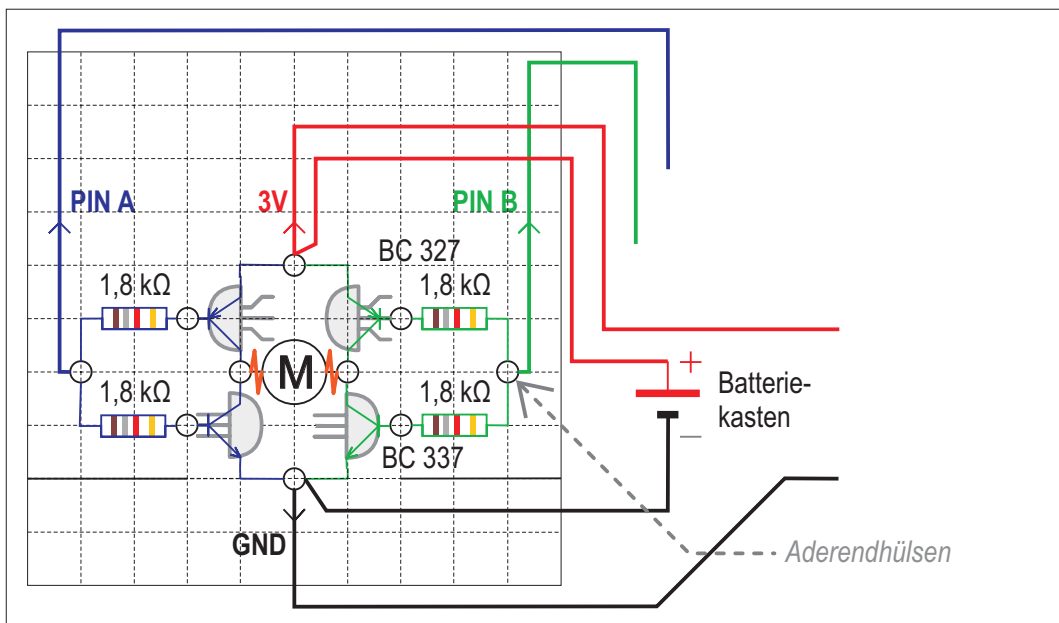 PIN A
3V
PIN B
BC 327
1,8 kΩ
1,8 kΩ
M
+
1,8 kΩ
1,8 kΩ
Batterie-
kasten
–
BC 337
GND
Aderendhülsen